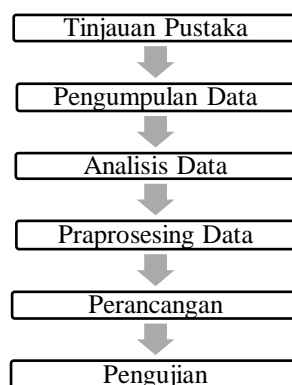 Tinjauan Pustaka
Pengumpulan Data
Analisis Data
Praprosesing Data
Perancangan
Pengujian